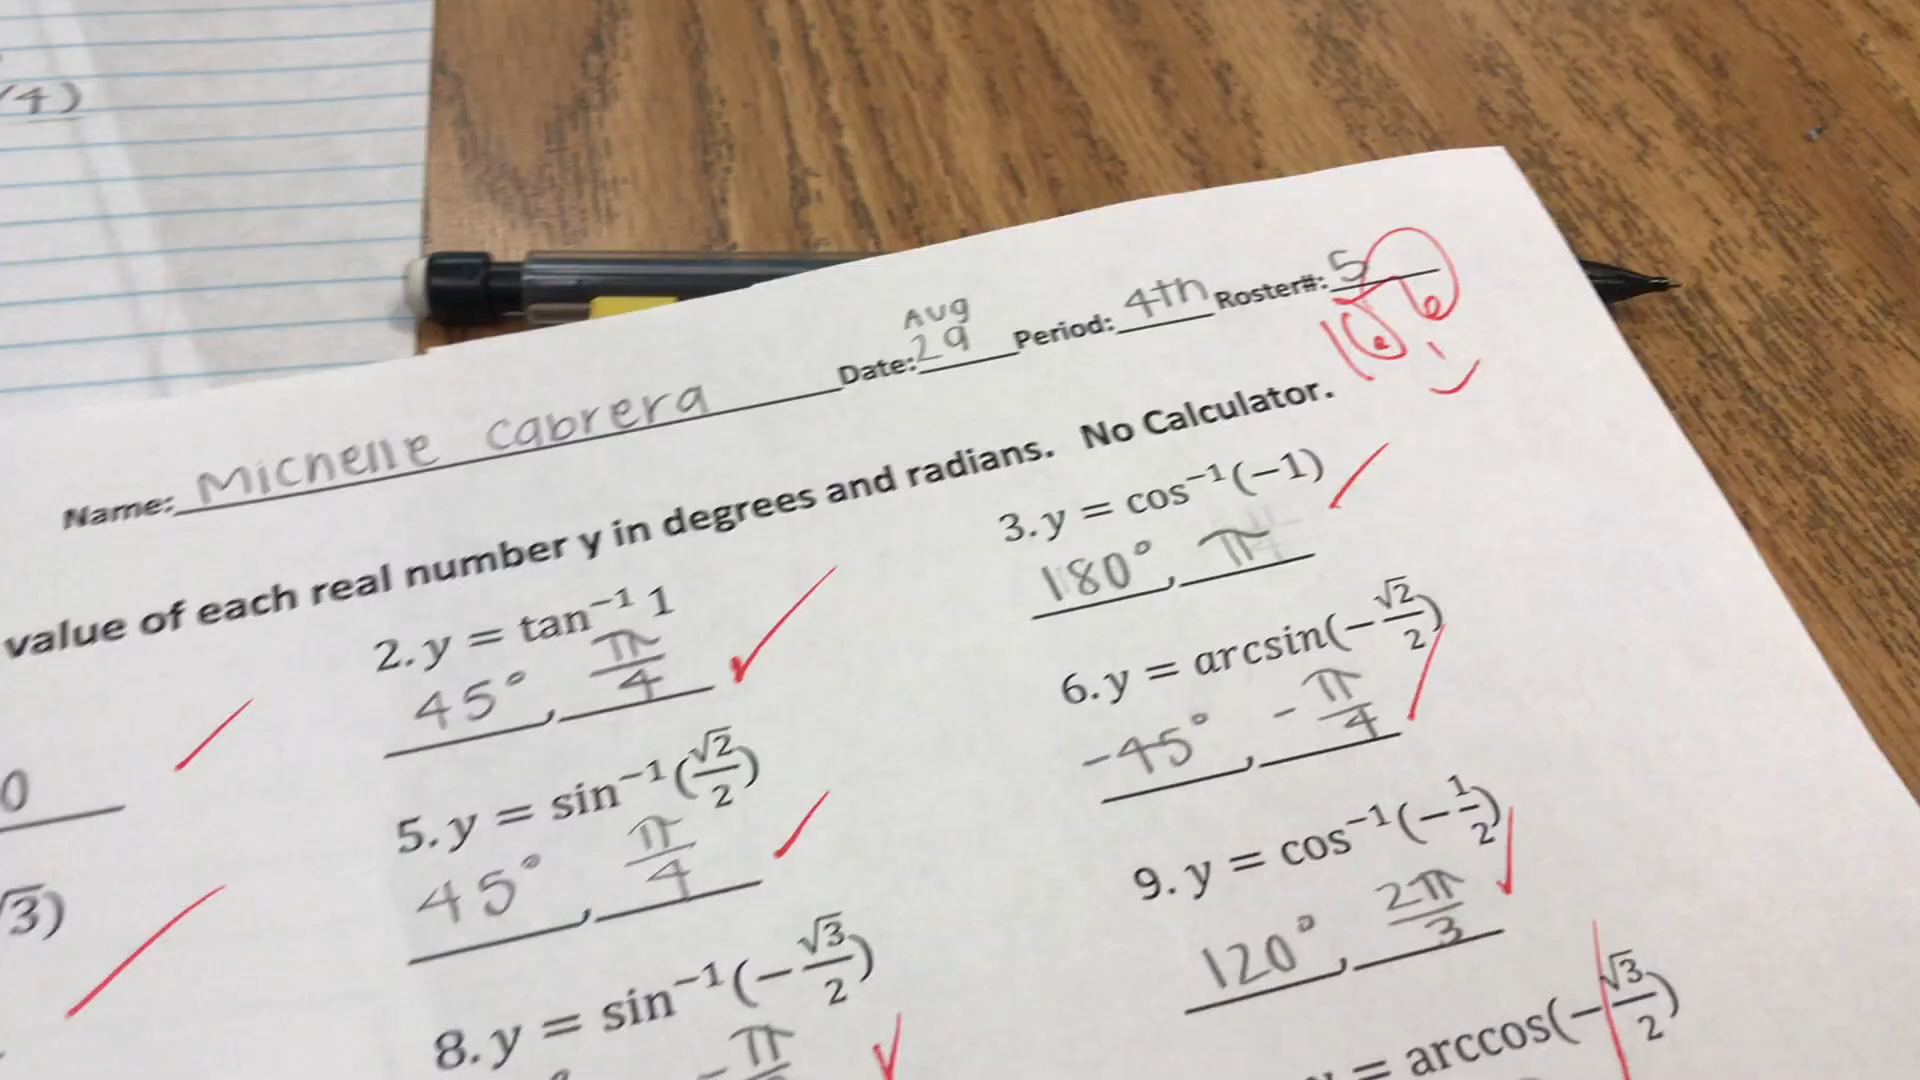 /4)
Name: Michelle Cabrera Date: Aug 29 Period: 4th Roster#: 5
value of each real number y in degrees and radians. No Calculator.
2. y = tan⁻¹ 1
45°, π/4
3. y = cos⁻¹(−1)
180°, π
0
5. y = sin⁻¹(√2/2)
45°, π/4
6. y = arcsin(−√2/2)
−45°, −π/4
√3)
8. y = sin⁻¹(−√3/2)
9. y = cos⁻¹(−1/2)
120°, 2π/3
y = arccos(−√3/2)